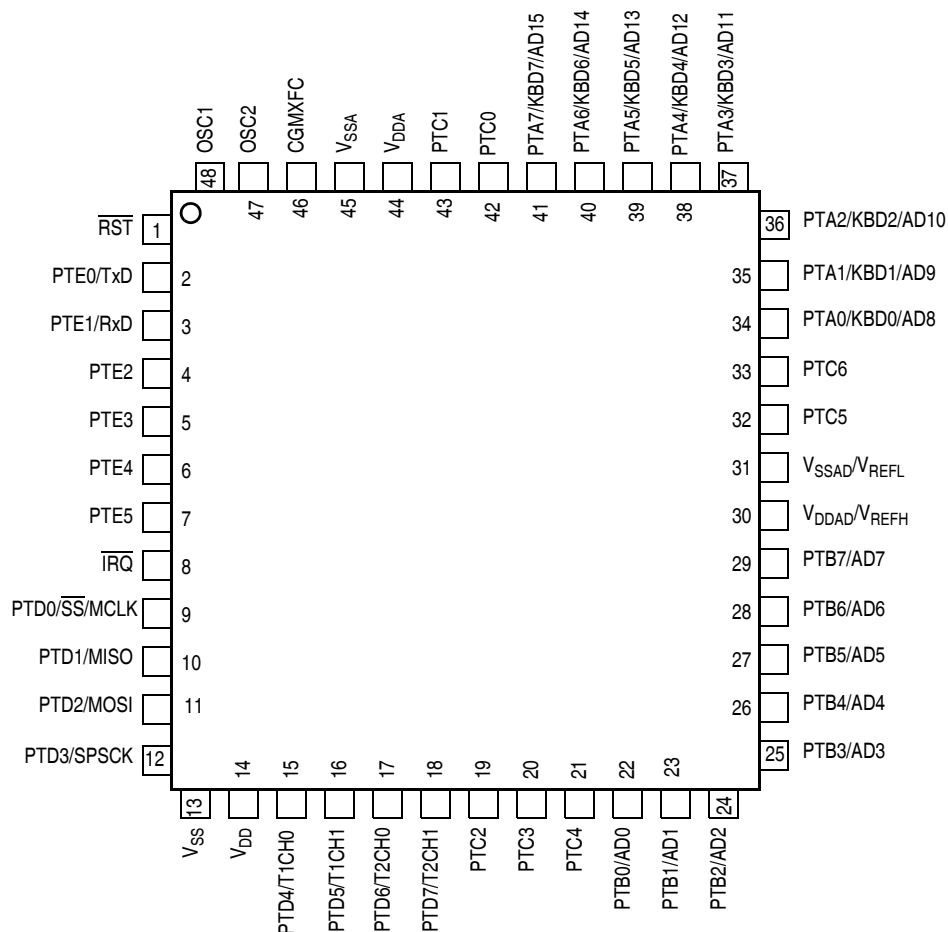 OSC1
OSC2
CGMXFC
VSSA
VDDA
PTC1
PTC0
PTA7/KBD7/AD15
PTA6/KBD6/AD14
PTA5/KBD5/AD13
PTA4/KBD4/AD12
PTA3/KBD3/AD11
48
47
46
45
44
43
42
41
40
39
38
37
R̅S̅T̅ 1
PTE0/TxD 2
PTE1/RxD 3
PTE2 4
PTE3 5
PTE4 6
PTE5 7
I̅R̅Q̅ 8
PTD0/S̅S̅/MCLK 9
PTD1/MISO 10
PTD2/MOSI 11
PTD3/SPSCK 12
36 PTA2/KBD2/AD10
35 PTA1/KBD1/AD9
34 PTA0/KBD0/AD8
33 PTC6
32 PTC5
31 VSSAD/VREFL
30 VDDAD/VREFH
29 PTB7/AD7
28 PTB6/AD6
27 PTB5/AD5
26 PTB4/AD4
25 PTB3/AD3
13
14
15
16
17
18
19
20
21
22
23
24
VSS
VDD
PTD4/T1CH0
PTD5/T1CH1
PTD6/T2CH0
PTD7/T2CH1
PTC2
PTC3
PTC4
PTB0/AD0
PTB1/AD1
PTB2/AD2